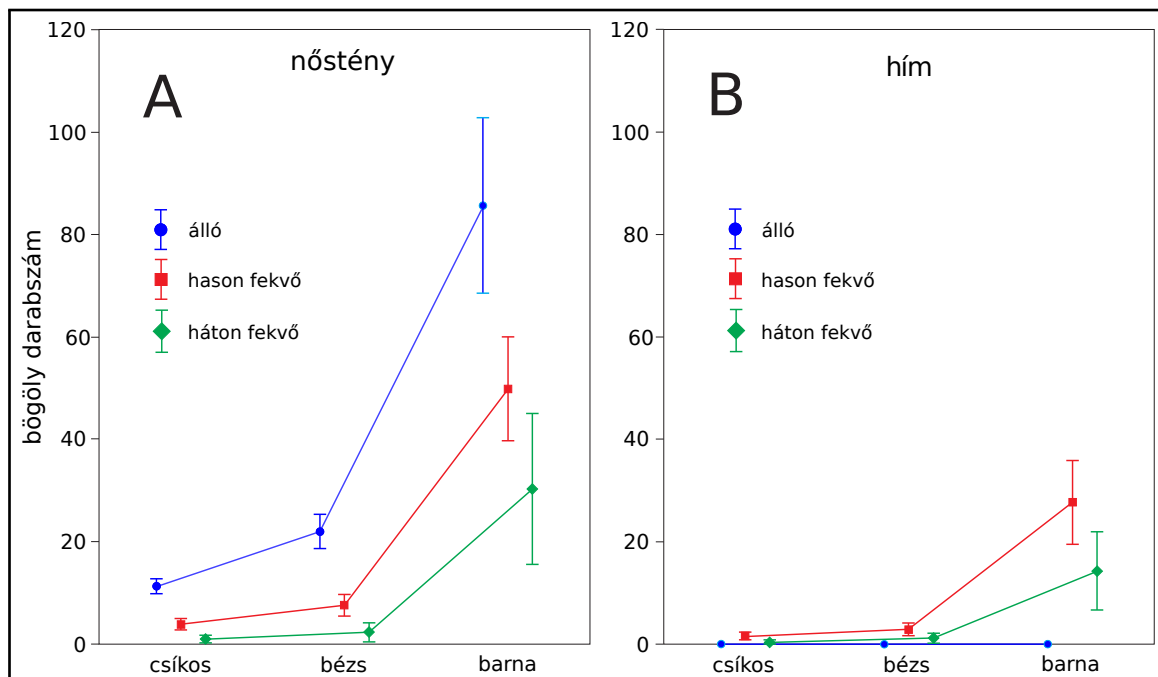 nőstény
A
120
100
80
60
40
20
0
bögöly darabszám
álló
hason fekvő
háton fekvő
csíkos
bézs
barna
hím
B
120
100
80
60
40
20
0
álló
hason fekvő
háton fekvő
csíkos
bézs
barna